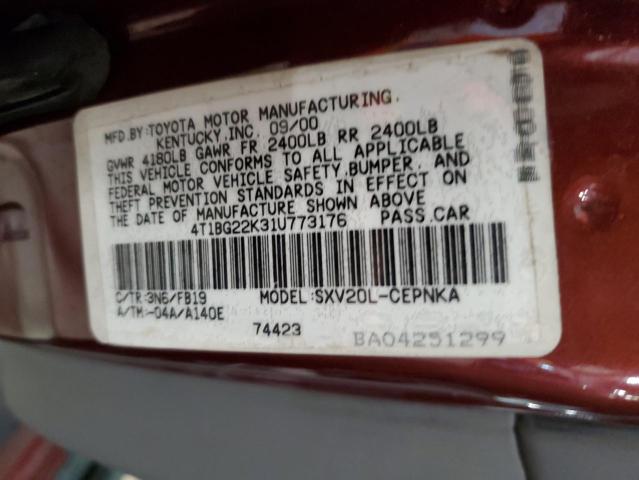 MFD.BY:TOYOTA MOTOR MANUFACTURING,
KENTUCKY,INC. 09/00
GVWR 4180LB GAWR FR 2400LB RR 2400LB
THIS VEHICLE CONFORMS TO ALL APPLICABLE
FEDERAL MOTOR VEHICLE SAFETY,BUMPER, AND
THEFT PREVENTION STANDARDS IN EFFECT ON
THE DATE OF MANUFACTURE SHOWN ABOVE
4T1BG22K31U773176 PASS.CAR
C/TR:3N6/FB19 MODEL:SXV20L-CEPNKA
A/TM:-04A/A140E
74423
BA04251299